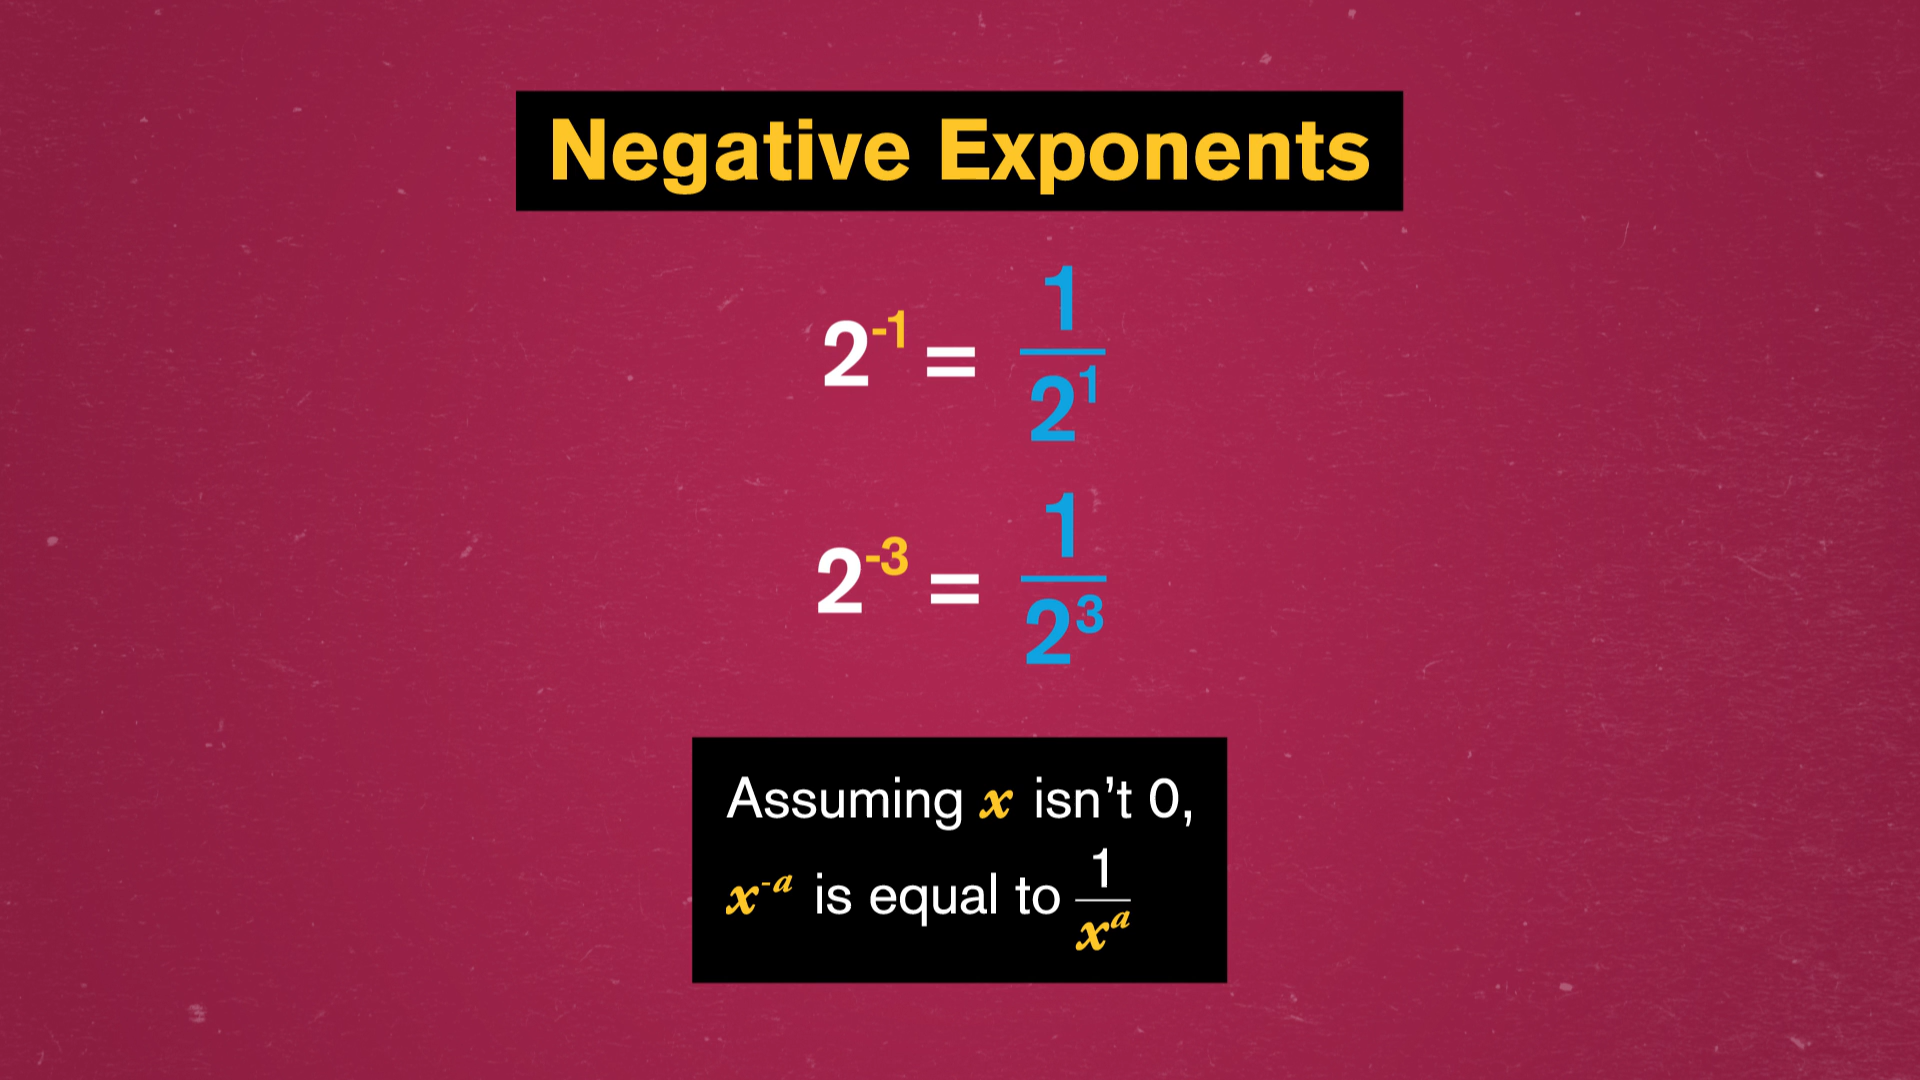 Negative Exponents
2⁻¹ = 1/2¹
2⁻³ = 1/2³
Assuming x isn't 0,
x⁻ᵃ is equal to 1/xᵃ